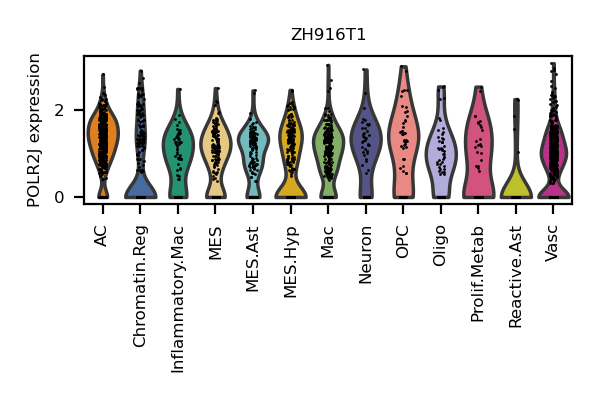 ZH916T1
POLR2J expression
2
0
AC
Chromatin.Reg
Inflammatory.Mac
MES
MES.Ast
MES.Hyp
Mac
Neuron
OPC
Oligo
Prolif.Metab
Reactive.Ast
Vasc